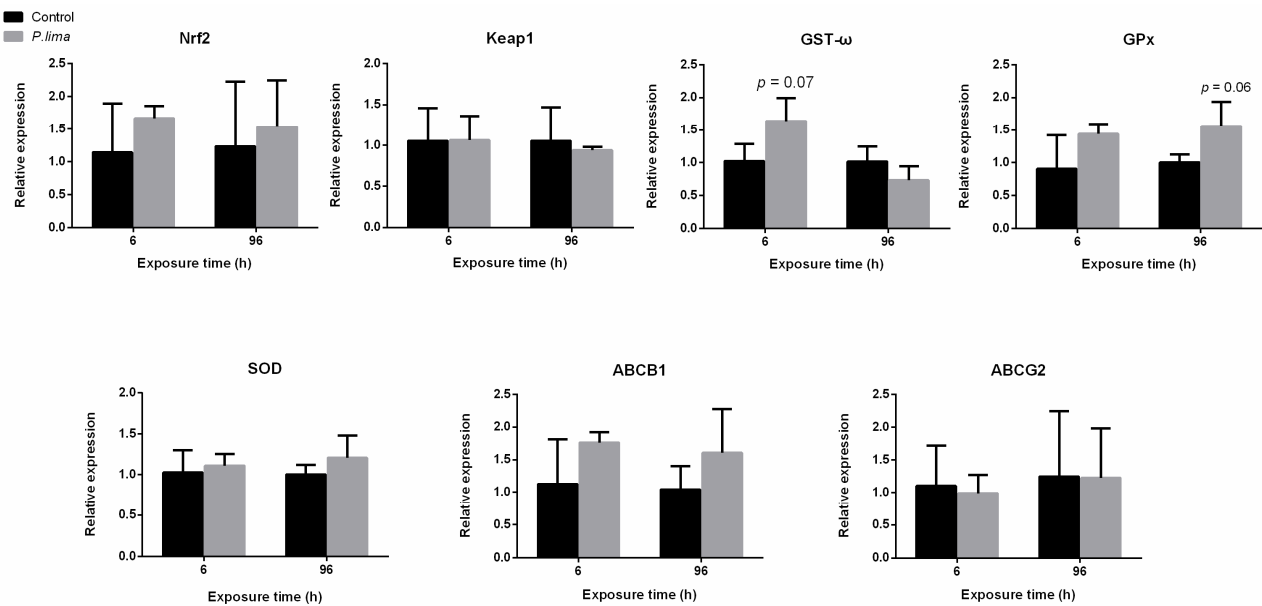 Control
P.lima
Nrf2
Relative expression
2.5
2.0
1.5
1.0
0.5
0.0
6
96
Exposure time (h)
Keap1
Relative expression
2.0
1.5
1.0
0.5
0.0
6
96
Exposure time (h)
GST-ω
Relative expression
2.5
2.0
1.5
1.0
0.5
0.0
p = 0.07
6
96
Exposure time (h)
GPx
Relative expression
2.5
2.0
1.5
1.0
0.5
0.0
p = 0.06
6
96
Exposure time (h)
SOD
Relative expression
2.0
1.5
1.0
0.5
0.0
6
96
Exposure time (h)
ABCB1
Relative expression
2.5
2.0
1.5
1.0
0.5
0.0
6
96
Exposure time (h)
ABCG2
Relative expression
2.5
2.0
1.5
1.0
0.5
0.0
6
96
Exposure time (h)